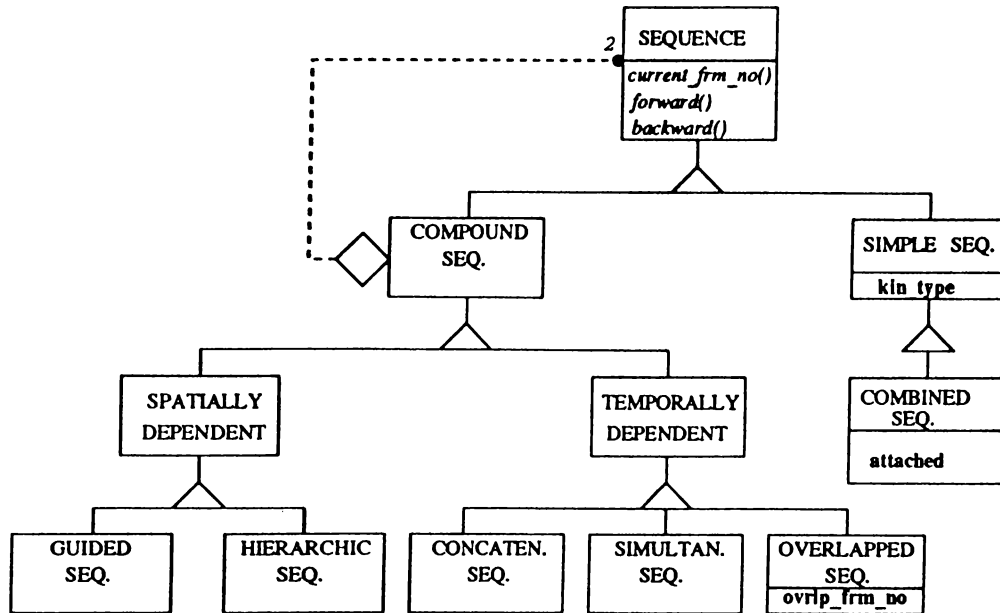 2
SEQUENCE
current_frm_no()
forward()
backward()
COMPOUND
SEQ.
SIMPLE SEQ.
kin type
SPATIALLY
DEPENDENT
TEMPORALLY
DEPENDENT
COMBINED
SEQ.
attached
GUIDED
SEQ.
HIERARCHIC
SEQ.
CONCATEN.
SEQ.
SIMULTAN.
SEQ.
OVERLAPPED
SEQ.
ovrlp_frm_no